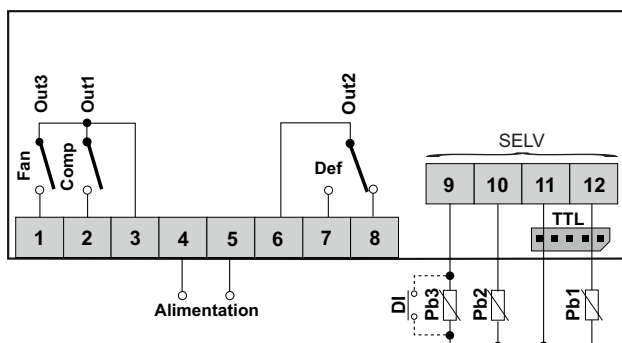 Out3
Out1
Out2
SELV
Fan
Comp
Def
9 10 11 12
TTL
1 2 3 4 5 6 7 8
Alimentation
DI
Pb3
Pb2
Pb1